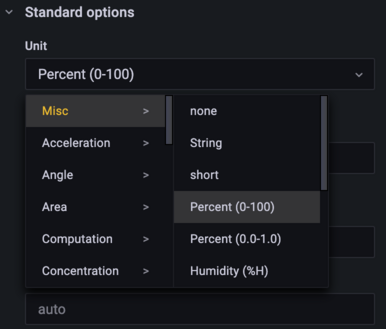 Standard options
Unit
Percent (0-100)
Misc >
Acceleration >
Angle >
Area >
Computation >
Concentration >
none
String
short
Percent (0-100)
Percent (0.0-1.0)
Humidity (%H)
auto